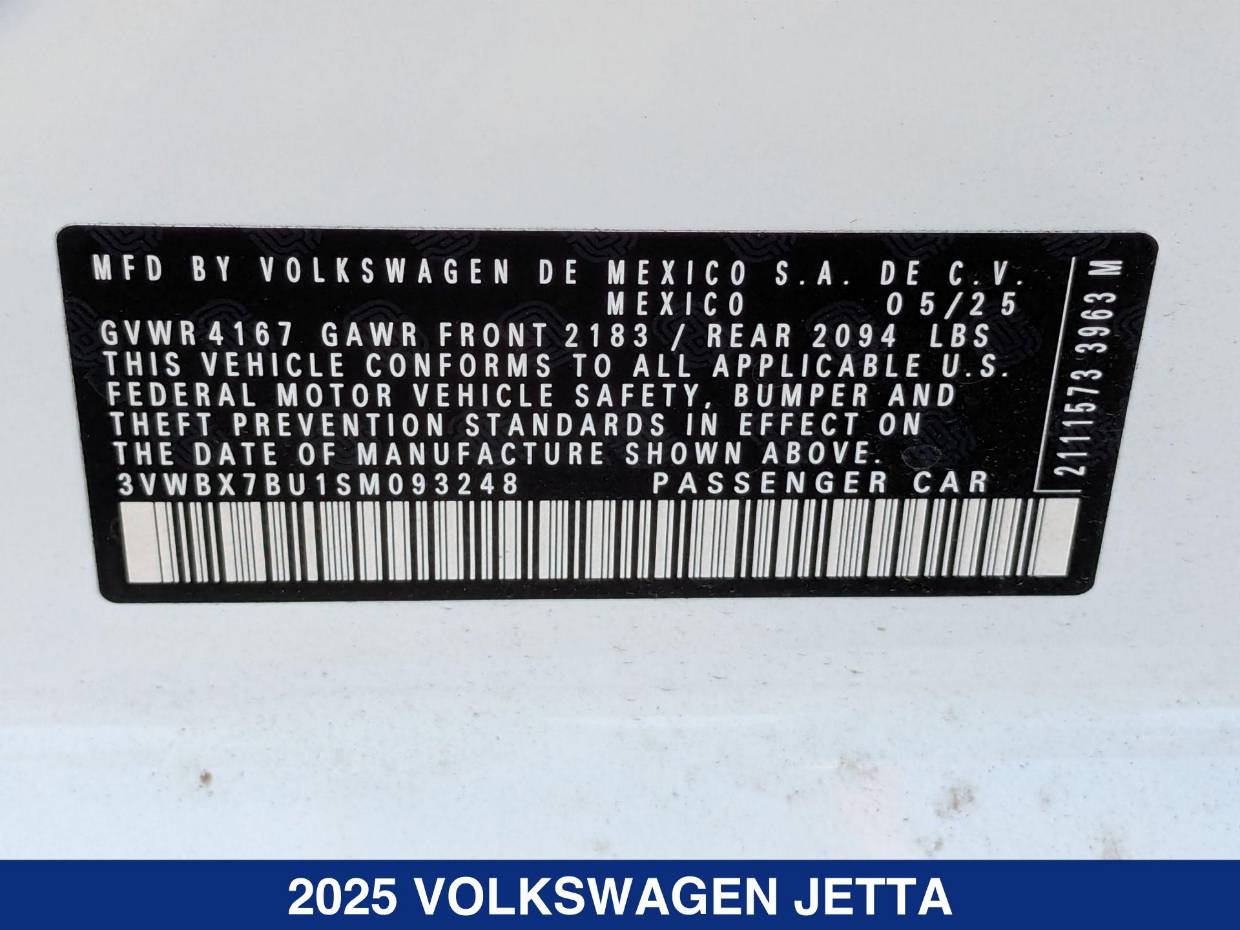 MFD BY VOLKSWAGEN DE MEXICO S.A. DE C.V.
MEXICO 05/25
GVWR 4167 GAWR FRONT 2183 / REAR 2094 LBS
THIS VEHICLE CONFORMS TO ALL APPLICABLE U.S.
FEDERAL MOTOR VEHICLE SAFETY, BUMPER AND
THEFT PREVENTION STANDARDS IN EFFECT ON
THE DATE OF MANUFACTURE SHOWN ABOVE.
3VWBX7BU1SM093248 PASSENGER CAR
2111573 3963 M
2025 VOLKSWAGEN JETTA